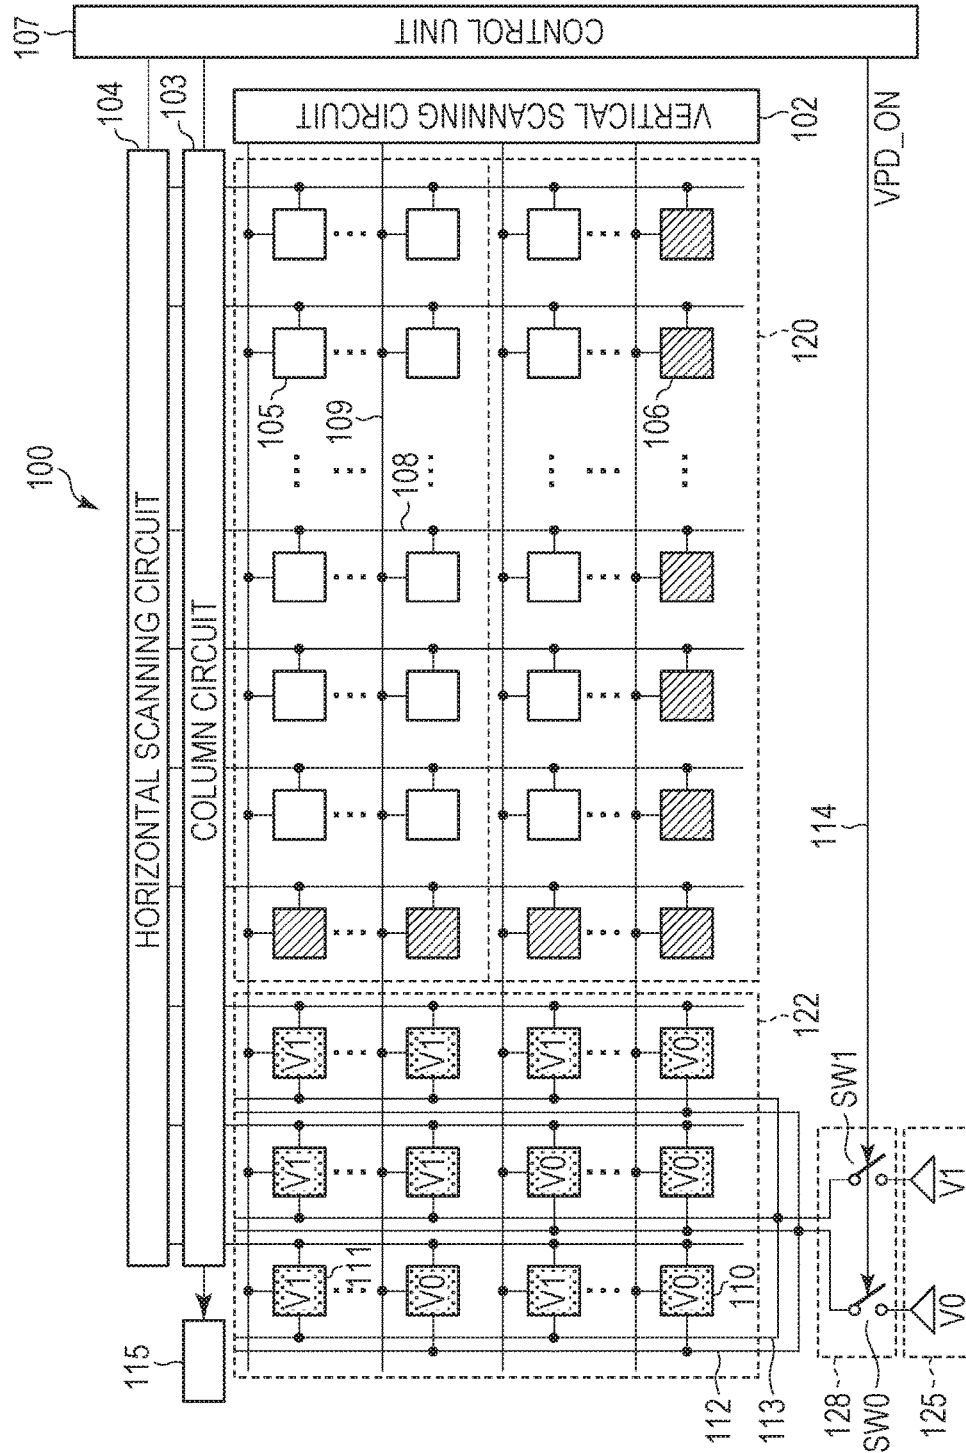 107
CONTROL UNIT
104
103
HORIZONTAL SCANNING CIRCUIT
COLUMN CIRCUIT
VERTICAL SCANNING CIRCUIT
102
100
VPD_ON
105
109
108
106
120
114
115
V1
V1
V1
V0
V1
V1
V0
V0
V1
V0
V1
V0
111
110
122
112
113
SW1
128
SW0
125
V1
V0